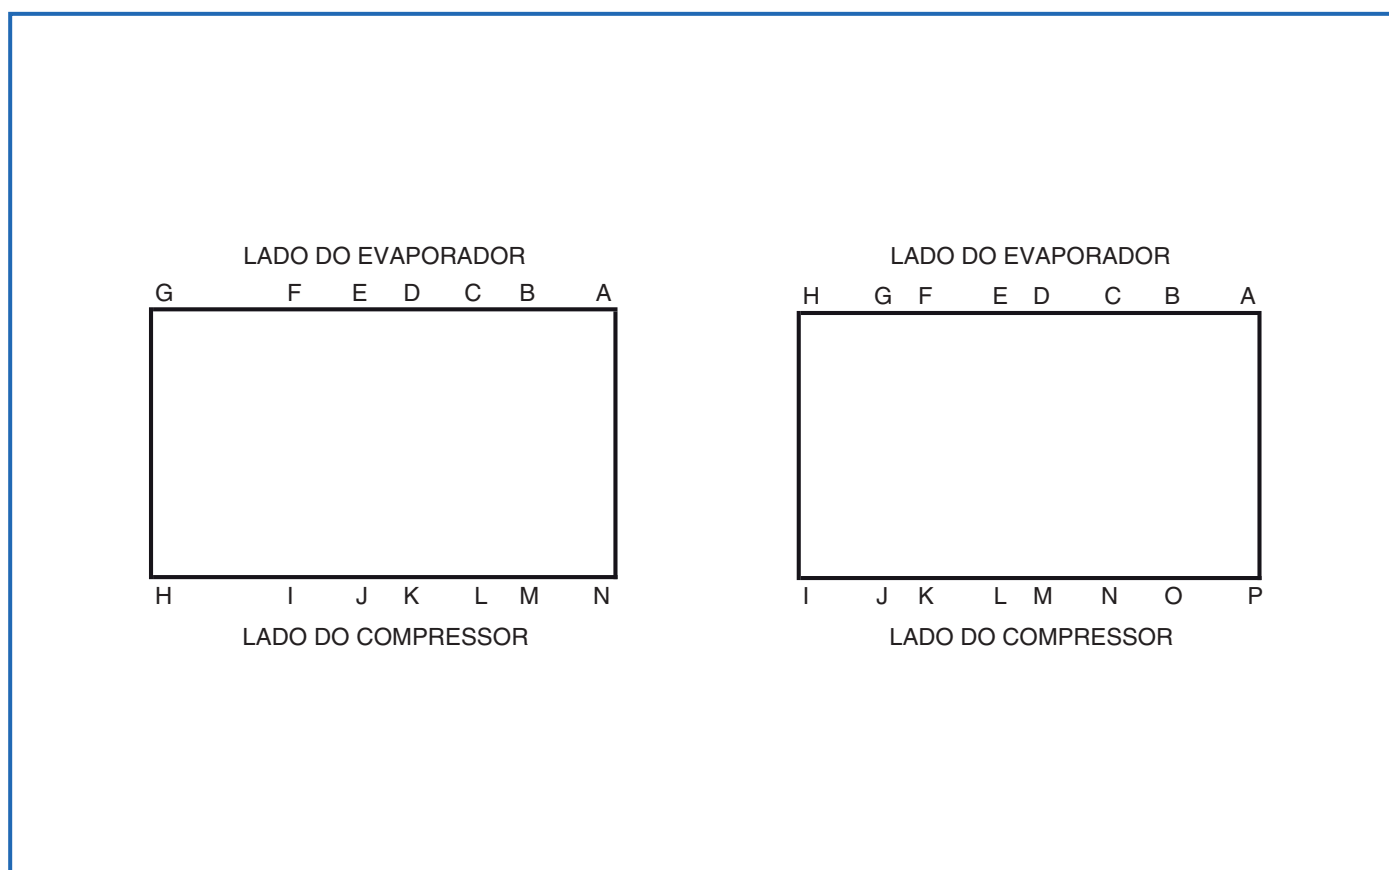 LADO DO EVAPORADOR
G F E D C B A
H I J K L M N
LADO DO COMPRESSOR
LADO DO EVAPORADOR
H G F E D C B A
I J K L M N O P
LADO DO COMPRESSOR